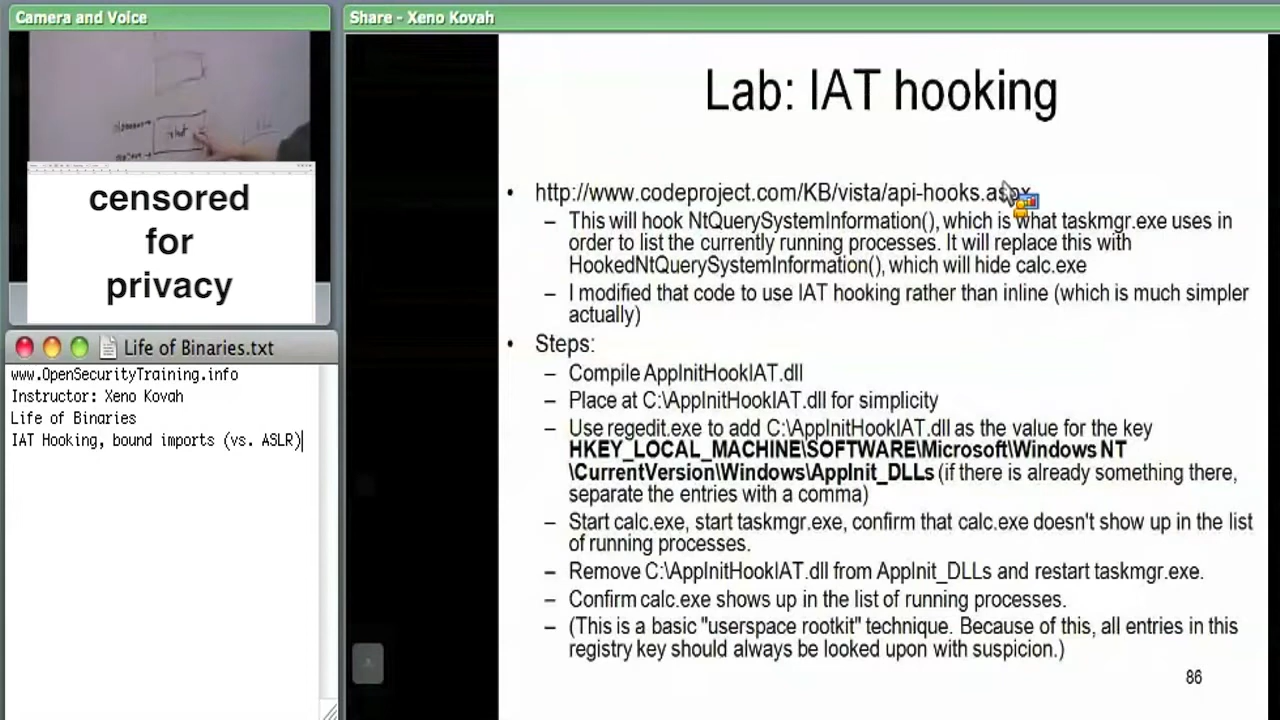 Camera and Voice
censored
for
privacy
Life of Binaries.txt
www.OpenSecurityTraining.info
Instructor: Xeno Kovah
Life of Binaries
IAT Hooking, bound imports (vs. ASLR)
Share - Xeno Kovah
Lab: IAT hooking
• http://www.codeproject.com/KB/vista/api-hooks.aspx
– This will hook NtQuerySystemInformation(), which is what taskmgr.exe uses in
order to list the currently running processes. It will replace this with
HookedNtQuerySystemInformation(), which will hide calc.exe
– I modified that code to use IAT hooking rather than inline (which is much simpler
actually)
• Steps:
– Compile AppInitHookIAT.dll
– Place at C:\AppInitHookIAT.dll for simplicity
– Use regedit.exe to add C:\AppInitHookIAT.dll as the value for the key
HKEY_LOCAL_MACHINE\SOFTWARE\Microsoft\Windows NT
\CurrentVersion\Windows\AppInit_DLLs (if there is already something there,
separate the entries with a comma)
– Start calc.exe, start taskmgr.exe, confirm that calc.exe doesn't show up in the list
of running processes.
– Remove C:\AppInitHookIAT.dll from AppInit_DLLs and restart taskmgr.exe.
– Confirm calc.exe shows up in the list of running processes.
– (This is a basic "userspace rootkit" technique. Because of this, all entries in this
registry key should always be looked upon with suspicion.)
86